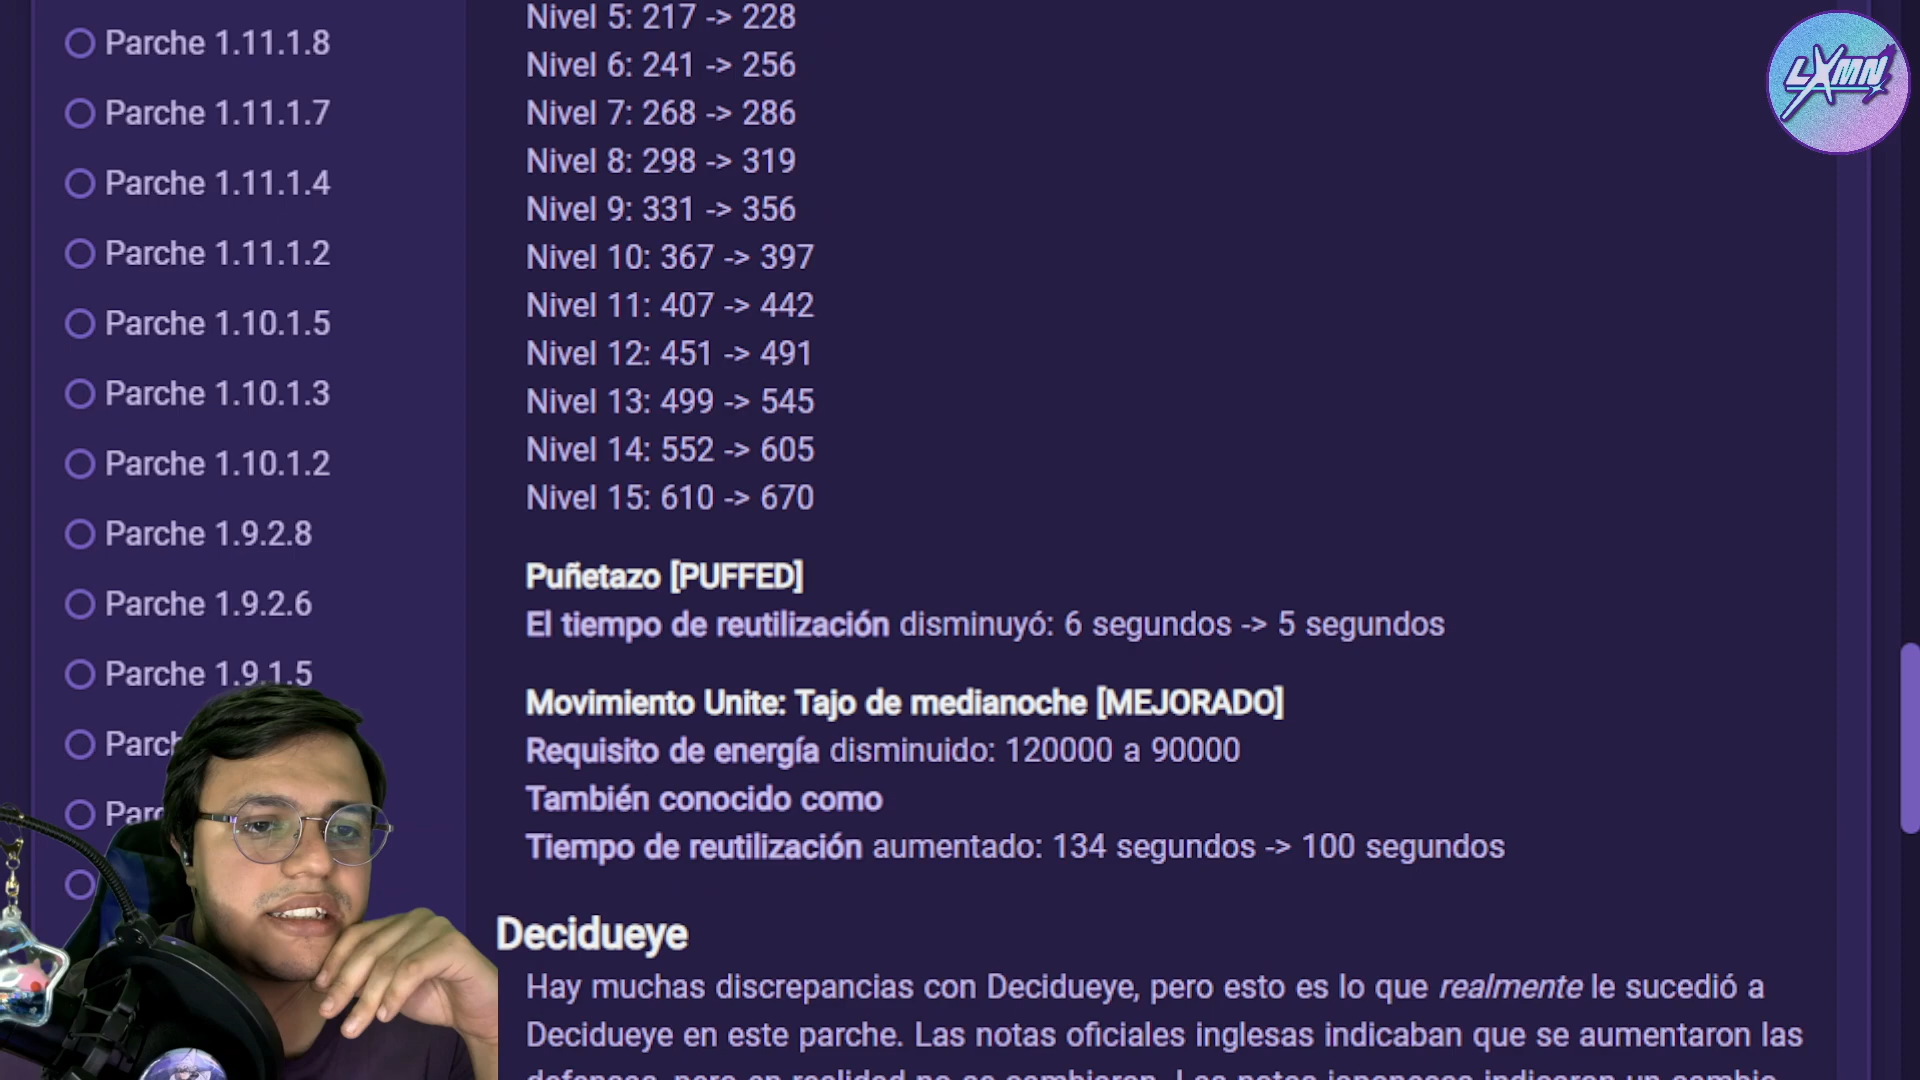 Parche 1.11.1.8
Parche 1.11.1.7
Parche 1.11.1.4
Parche 1.11.1.2
Parche 1.10.1.5
Parche 1.10.1.3
Parche 1.10.1.2
Parche 1.9.2.8
Parche 1.9.2.6
Parche 1.9.1.5
Nivel 5: 217 -> 228
Nivel 6: 241 -> 256
Nivel 7: 268 -> 286
Nivel 8: 298 -> 319
Nivel 9: 331 -> 356
Nivel 10: 367 -> 397
Nivel 11: 407 -> 442
Nivel 12: 451 -> 491
Nivel 13: 499 -> 545
Nivel 14: 552 -> 605
Nivel 15: 610 -> 670
Puñetazo [PUFFED]
El tiempo de reutilización disminuyó: 6 segundos -> 5 segundos
Movimiento Unite: Tajo de medianoche [MEJORADO]
Requisito de energía disminuido: 120000 a 90000
También conocido como
Tiempo de reutilización aumentado: 134 segundos -> 100 segundos
Decidueye
Hay muchas discrepancias con Decidueye, pero esto es lo que realmente le sucedió a
Decidueye en este parche. Las notas oficiales inglesas indicaban que se aumentaron las
LXMN